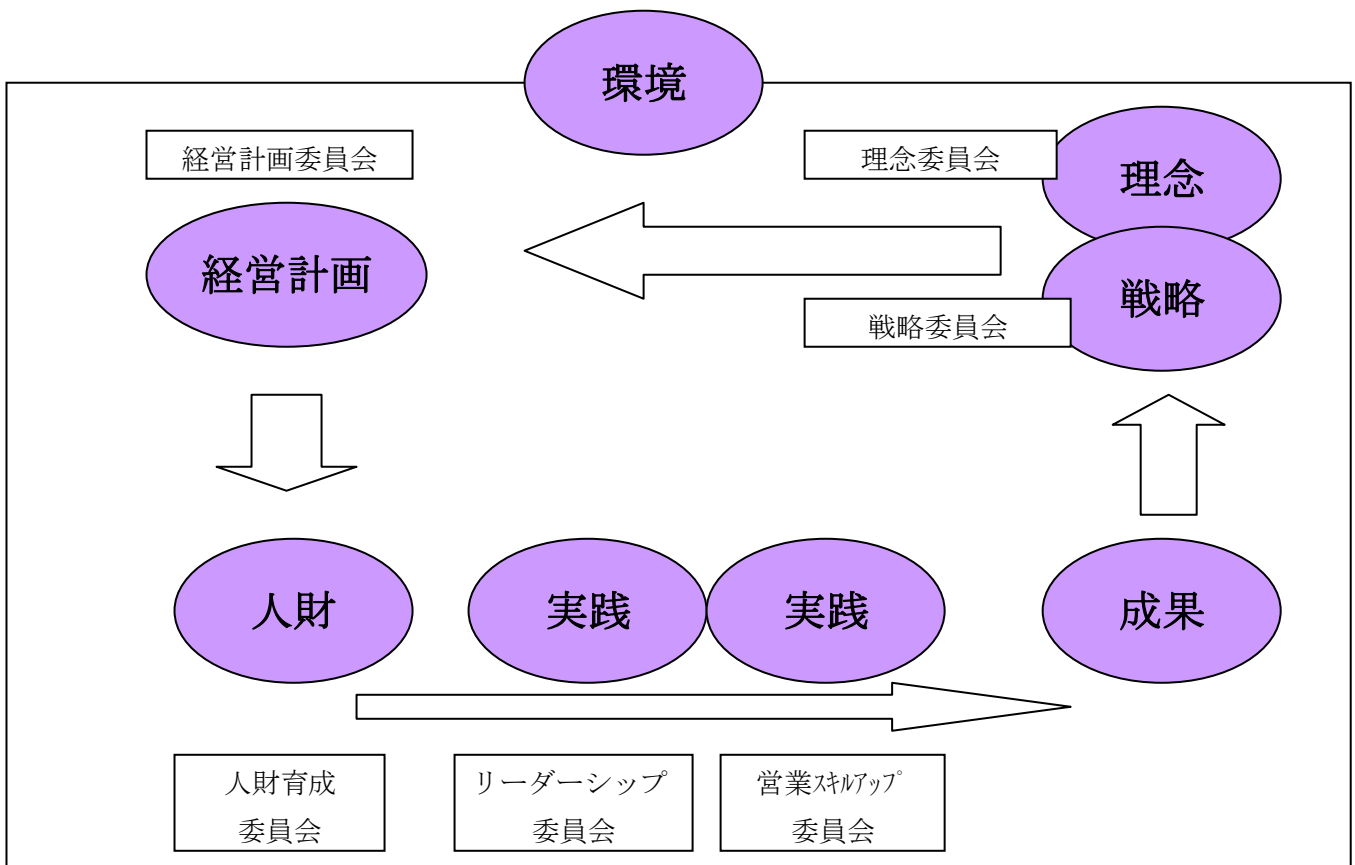 環境
経営計画委員会
理念委員会
理念
経営計画
戦略
戦略委員会
人財
実践
実践
成果
人財育成
委員会
リーダーシップ
委員会
営業ｽｷﾙｱｯﾌﾟ
委員会